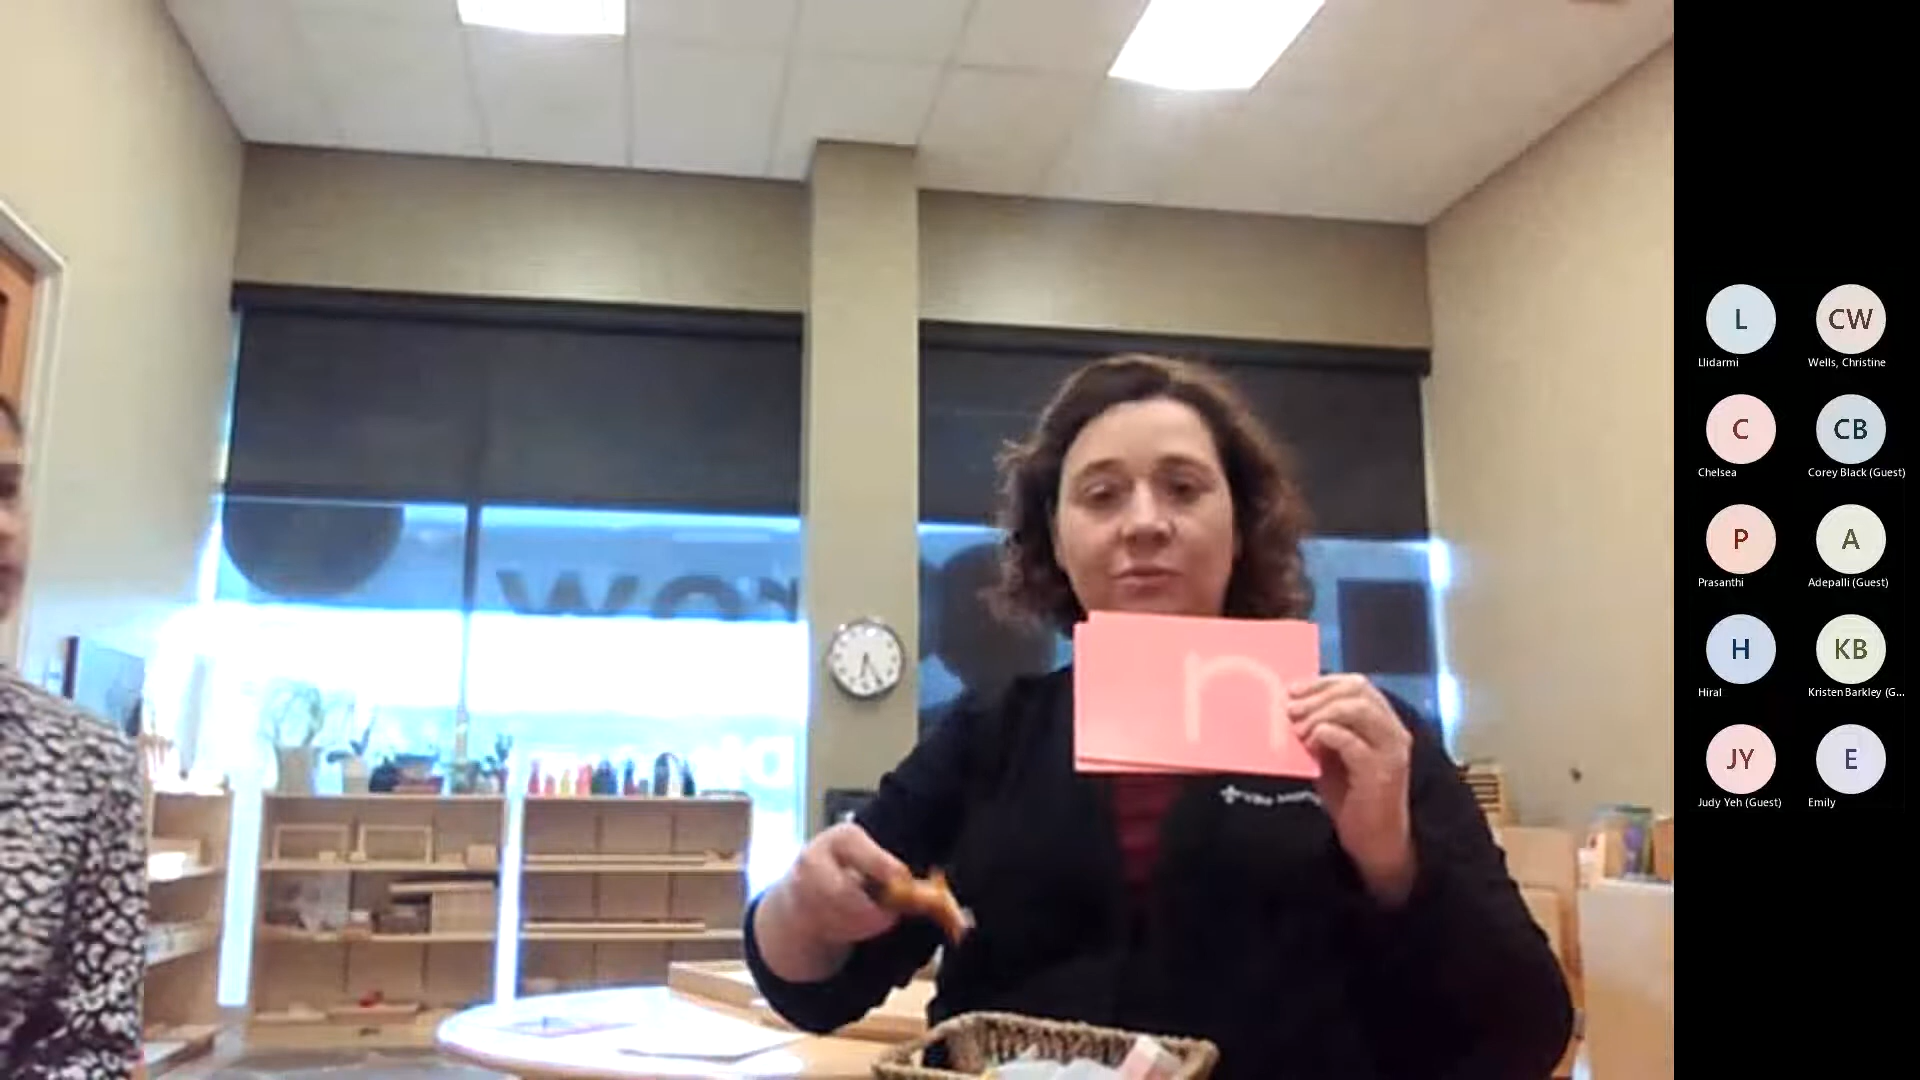 n
L
CW
Llidarmi
Wells, Christine
C
CB
Chelsea
Corey Black (Guest)
P
A
Prasanthi
Adepalli (Guest)
H
KB
Hiral
Kristen Barkley (G...
JY
E
Judy Yeh (Guest)
Emily